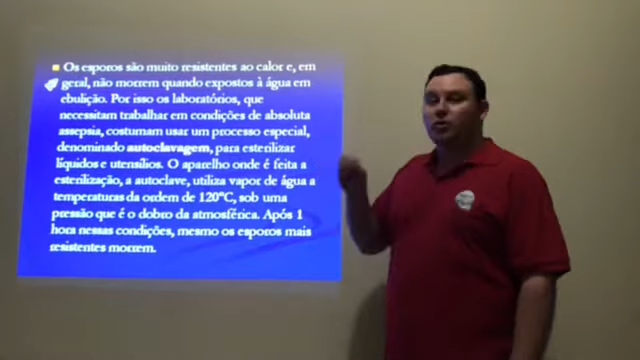 Os esporos são muito resistentes ao calor e, em
geral, não morrem quando expostos à água em
ebulição. Por isso os laboratórios, que
necessitam trabalhar em condições de absoluta
assepsia, costumam usar um processo especial,
denominado autoclavagem, para esterilizar
líquidos e utensílios. O aparelho onde é feita a
esterilização, a autoclave, utiliza vapor de água a
temperaturas da ordem de 120ºC, sob uma
pressão que é o dobro da atmosférica. Após 1
hora nessas condições, mesmo os esporos mais
resistentes morrem.